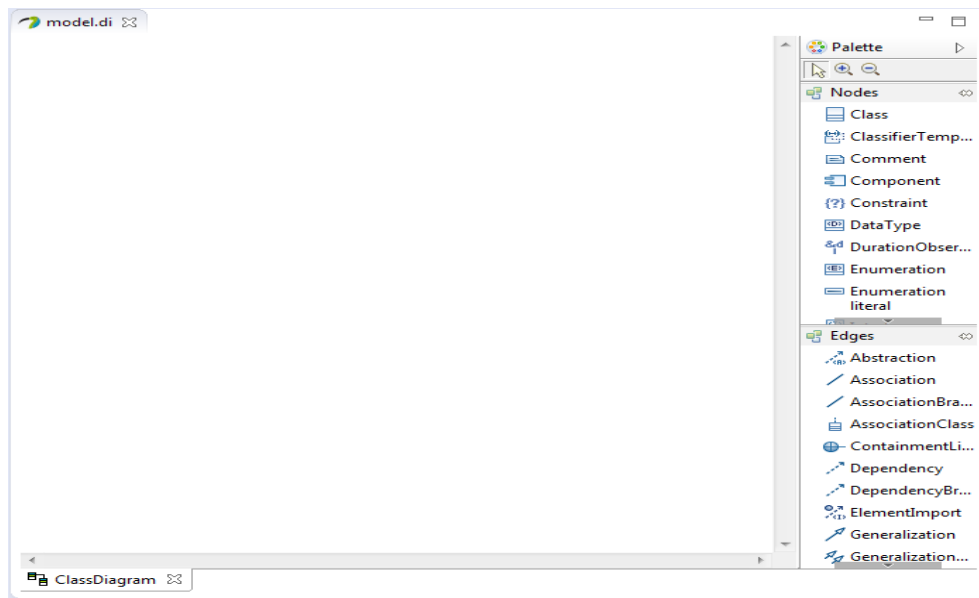 model.di
Palette
Nodes
Class
ClassifierTemp...
Comment
Component
{?} Constraint
DataType
DurationObser...
Enumeration
Enumeration
literal
Edges
Abstraction
Association
AssociationBra...
AssociationClass
ContainmentLi...
Dependency
DependencyBr...
ElementImport
Generalization
Generalization...
ClassDiagram